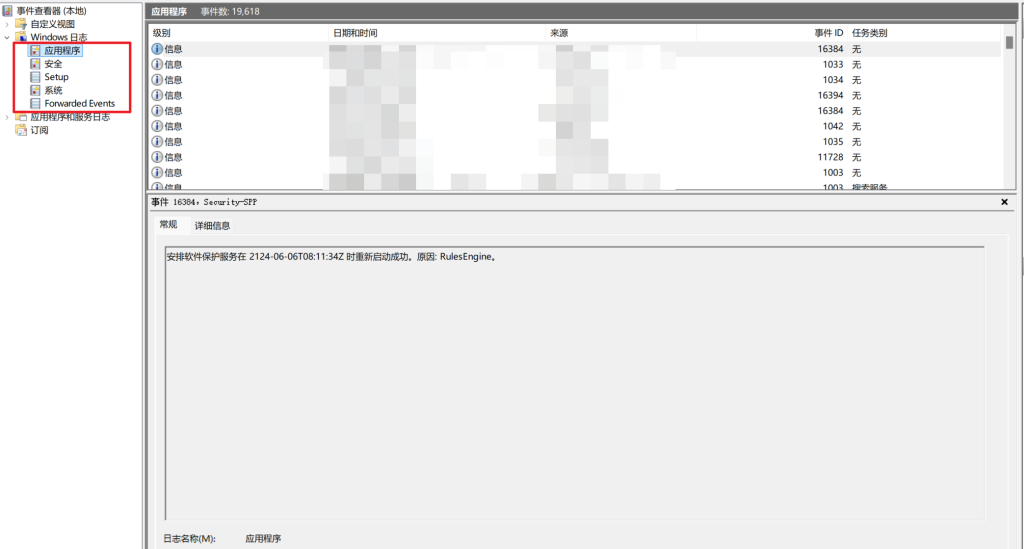 事件查看器 (本地)
自定义视图
Windows 日志
应用程序
安全
Setup
系统
Forwarded Events
应用程序和服务日志
订阅
应用程序 事件数: 19,618
级别 日期和时间 来源 事件 ID 任务类别
信息 16384 无
信息 1033 无
信息 1034 无
信息 16394 无
信息 16384 无
信息 1042 无
信息 1035 无
信息 11728 无
信息 1003 无
信息 1003 搜索服务
事件 16384，Security-SPP
常规 详细信息
安排软件保护服务在 2124-06-06T08:11:34Z 时重新启动成功。原因: RulesEngine。
日志名称(M): 应用程序